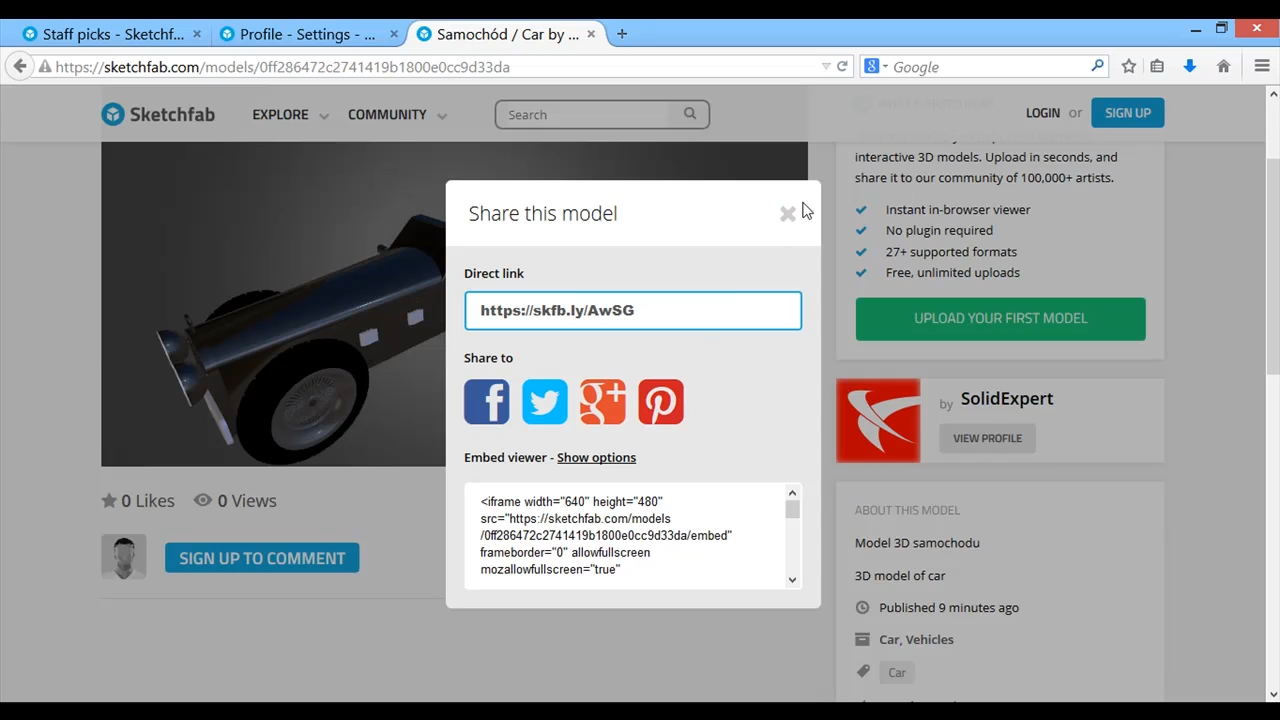 Staff picks - Sketchf...
Profile - Settings - ...
Samochód / Car by ...
https://sketchfab.com/models/0ff286472c2741419b1800e0cc9d33da
Google
Sketchfab
EXPLORE
COMMUNITY
Search
LOGIN or SIGN UP
interactive 3D models. Upload in seconds, and
share it to our community of 100,000+ artists.
Instant in-browser viewer
No plugin required
27+ supported formats
Free, unlimited uploads
UPLOAD YOUR FIRST MODEL
Share this model
Direct link
https://skfb.ly/AwSG
Share to
Embed viewer - Show options
<iframe width="640" height="480"
src="https://sketchfab.com/models
/0ff286472c2741419b1800e0cc9d33da/embed"
frameborder="0" allowfullscreen
mozallowfullscreen="true"
by SolidExpert
VIEW PROFILE
0 Likes
0 Views
SIGN UP TO COMMENT
ABOUT THIS MODEL
Model 3D samochodu
3D model of car
Published 9 minutes ago
Car, Vehicles
Car